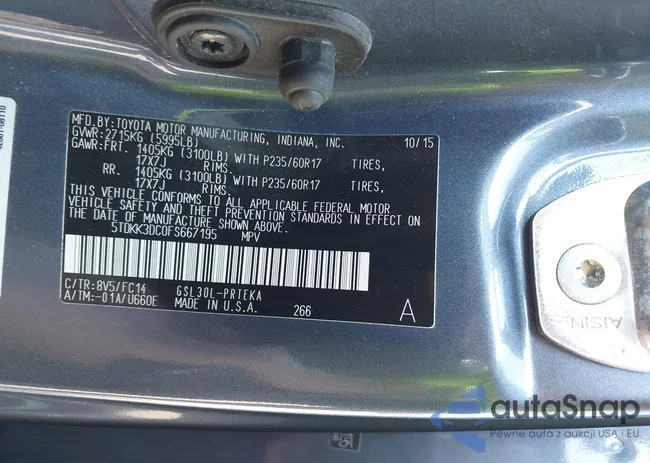 MFD.BY:TOYOTA MOTOR MANUFACTURING, INDIANA, INC. 10/15
GVWR:2715KG (5995LB)
GAWR:FRT. 1405KG (3100LB) WITH P235/60R17 TIRES,
17X7J RIMS.
RR. 1405KG (3100LB) WITH P235/60R17 TIRES,
17X7J RIMS.
THIS VEHICLE CONFORMS TO ALL APPLICABLE FEDERAL MOTOR
VEHICLE SAFETY AND THEFT PREVENTION STANDARDS IN EFFECT ON
THE DATE OF MANUFACTURE SHOWN ABOVE.
5TDKK3DC0FS667195 MPV
C/TR:8V5/FC14 GSL30L-PRTEKA
A/TM:-01A/U660E MADE IN U.S.A. 266 A
AISIN
autoSnap
Pewne auta z aukcji USA i EU